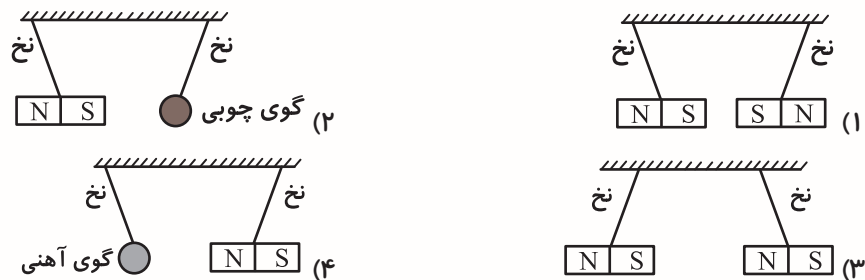 نخ نخ
N S S N (۱
نخ نخ
N S گوی چوبی (۲
نخ نخ
N S N S (۳
نخ نخ
گوی آهنی N S (۴